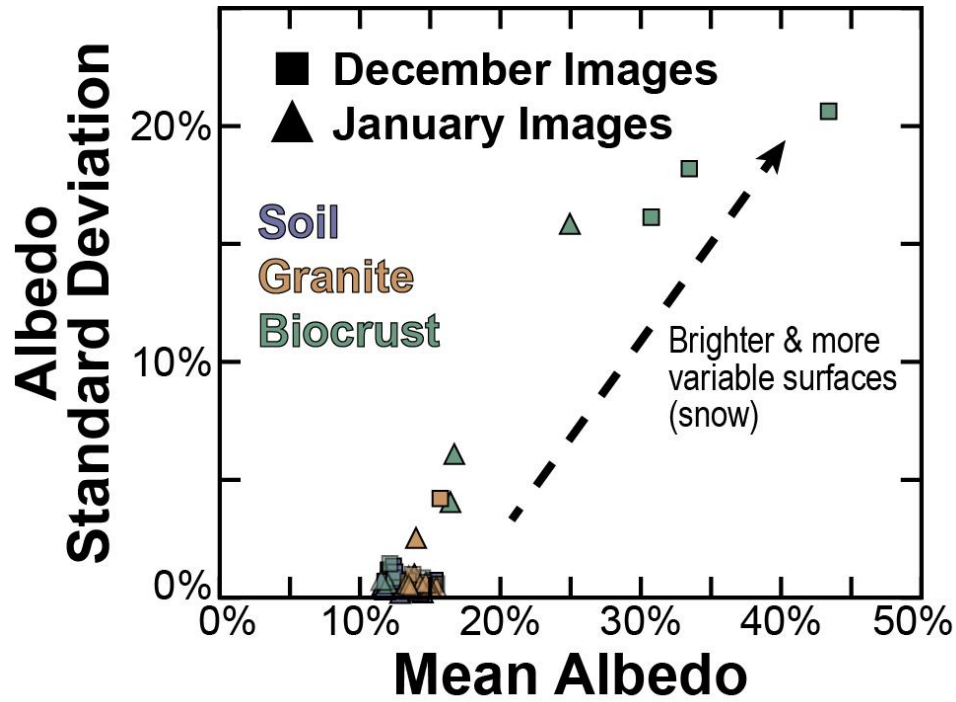 December Images
January Images
Soil
Granite
Biocrust
Brighter & more
variable surfaces
(snow)
Albedo
Standard Deviation
20%
10%
0%
0%
10%
20%
30%
40%
50%
Mean Albedo